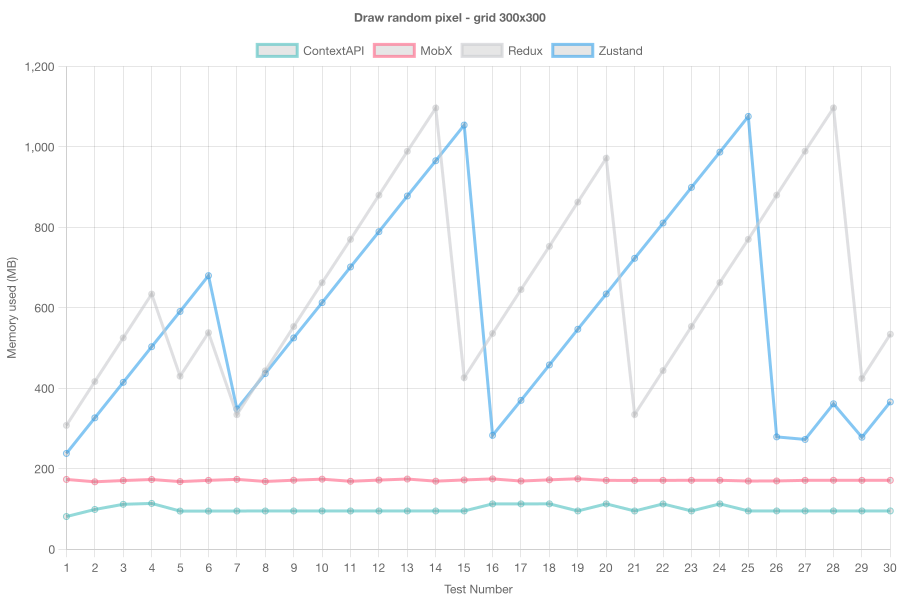 Draw random pixel - grid 300x300
ContextAPI MobX Redux Zustand
1,200
1,000
800
600
400
200
0
Memory used (MB)
1 2 3 4 5 6 7 8 9 10 11 12 13 14 15 16 17 18 19 20 21 22 23 24 25 26 27 28 29 30
Test Number